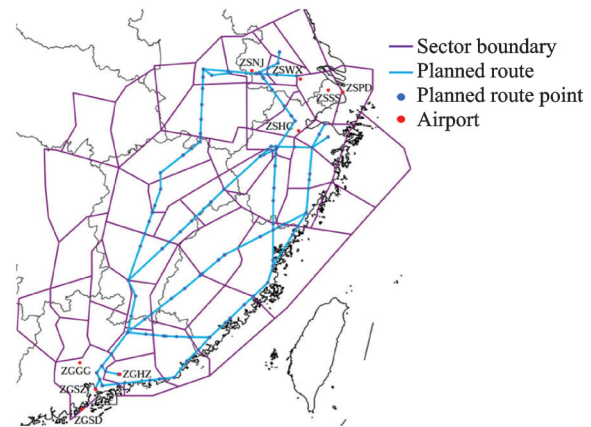 ZSNJ
ZSWX
ZSSS
ZSPD
ZSHC
ZGGG
ZGHZ
ZGSZ
ZGSD
Sector boundary
Planned route
Planned route point
Airport